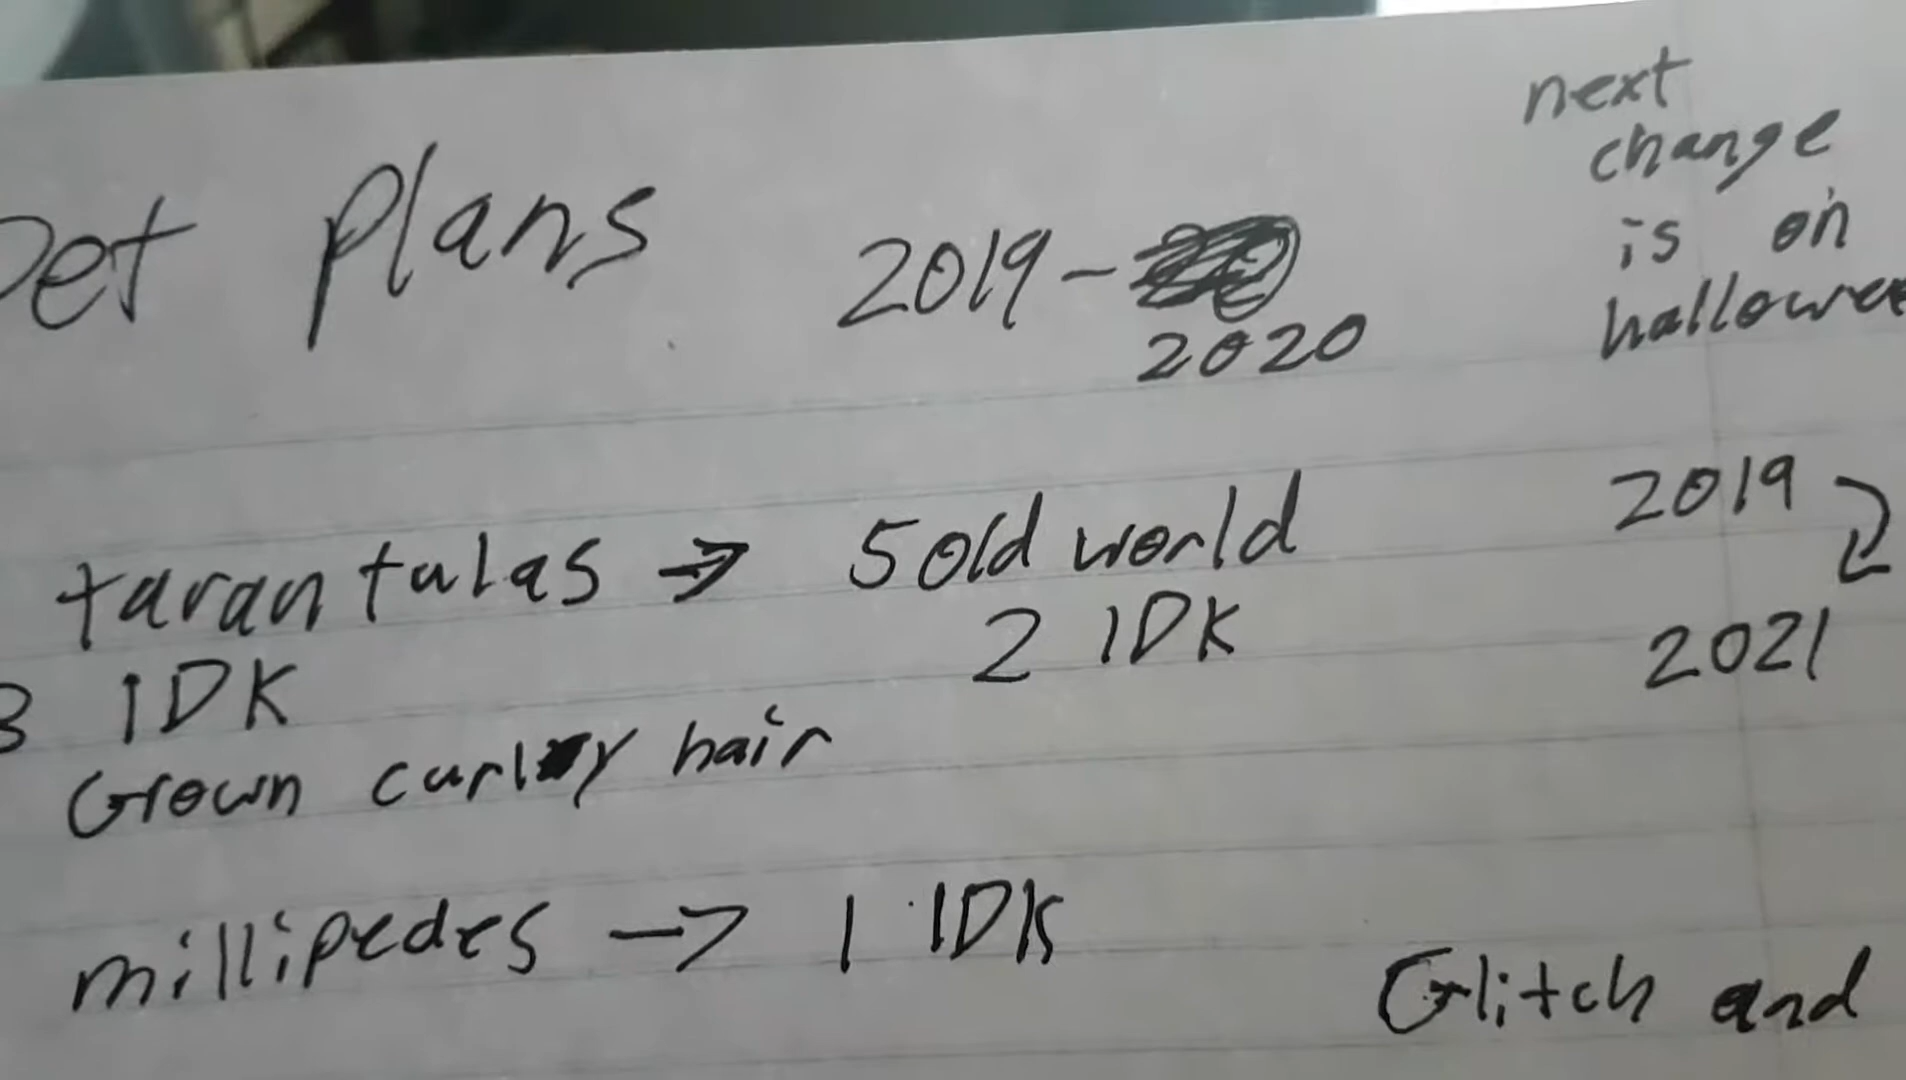 pet plans 2019-
2020
next
change
is on
hallowee
tarantulas → 5 old world
2 IDK
2019
2021
3 IDK
Grown curly hair
millipedes → 1 IDK
Glitch and